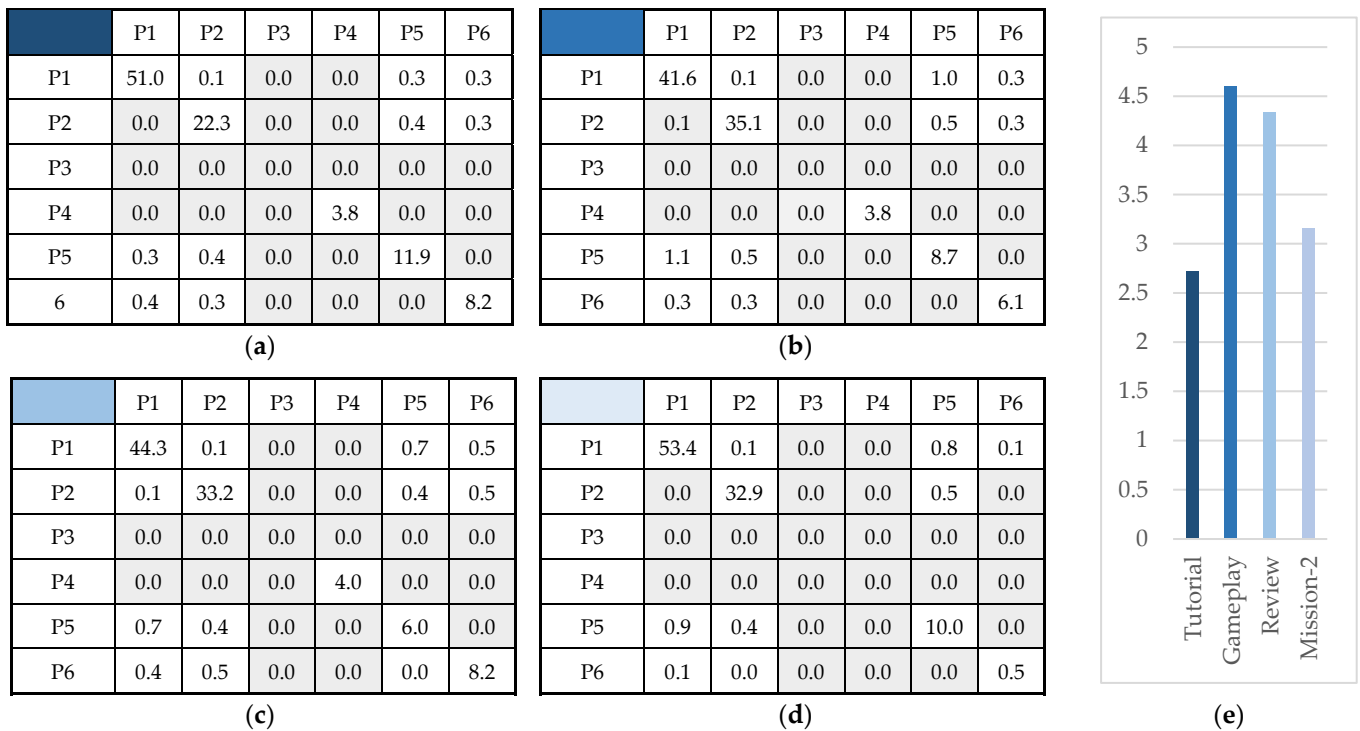 P1 P2 P3 P4 P5 P6
P1 51.0 0.1 0.0 0.0 0.3 0.3
P2 0.0 22.3 0.0 0.0 0.4 0.3
P3 0.0 0.0 0.0 0.0 0.0 0.0
P4 0.0 0.0 0.0 3.8 0.0 0.0
P5 0.3 0.4 0.0 0.0 11.9 0.0
6 0.4 0.3 0.0 0.0 0.0 8.2
(a)
P1 P2 P3 P4 P5 P6
P1 41.6 0.1 0.0 0.0 1.0 0.3
P2 0.1 35.1 0.0 0.0 0.5 0.3
P3 0.0 0.0 0.0 0.0 0.0 0.0
P4 0.0 0.0 0.0 3.8 0.0 0.0
P5 1.1 0.5 0.0 0.0 8.7 0.0
P6 0.3 0.3 0.0 0.0 0.0 6.1
(b)
P1 P2 P3 P4 P5 P6
P1 44.3 0.1 0.0 0.0 0.7 0.5
P2 0.1 33.2 0.0 0.0 0.4 0.5
P3 0.0 0.0 0.0 0.0 0.0 0.0
P4 0.0 0.0 0.0 4.0 0.0 0.0
P5 0.7 0.4 0.0 0.0 6.0 0.0
P6 0.4 0.5 0.0 0.0 0.0 8.2
(c)
P1 P2 P3 P4 P5 P6
P1 53.4 0.1 0.0 0.0 0.8 0.1
P2 0.0 32.9 0.0 0.0 0.5 0.0
P3 0.0 0.0 0.0 0.0 0.0 0.0
P4 0.0 0.0 0.0 0.0 0.0 0.0
P5 0.9 0.4 0.0 0.0 10.0 0.0
P6 0.1 0.0 0.0 0.0 0.0 0.5
(d)
5
4.5
4
3.5
3
2.5
2
1.5
1
0.5
0
Tutorial
Gameplay
Review
Mission-2
(e)